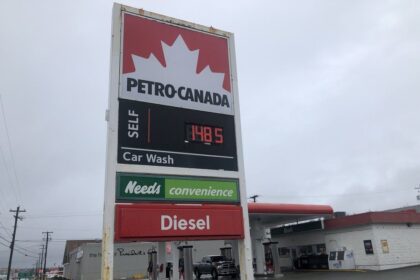 PETRO-CANADA
SELF
148 5
Car Wash
Needs convenience
Diesel